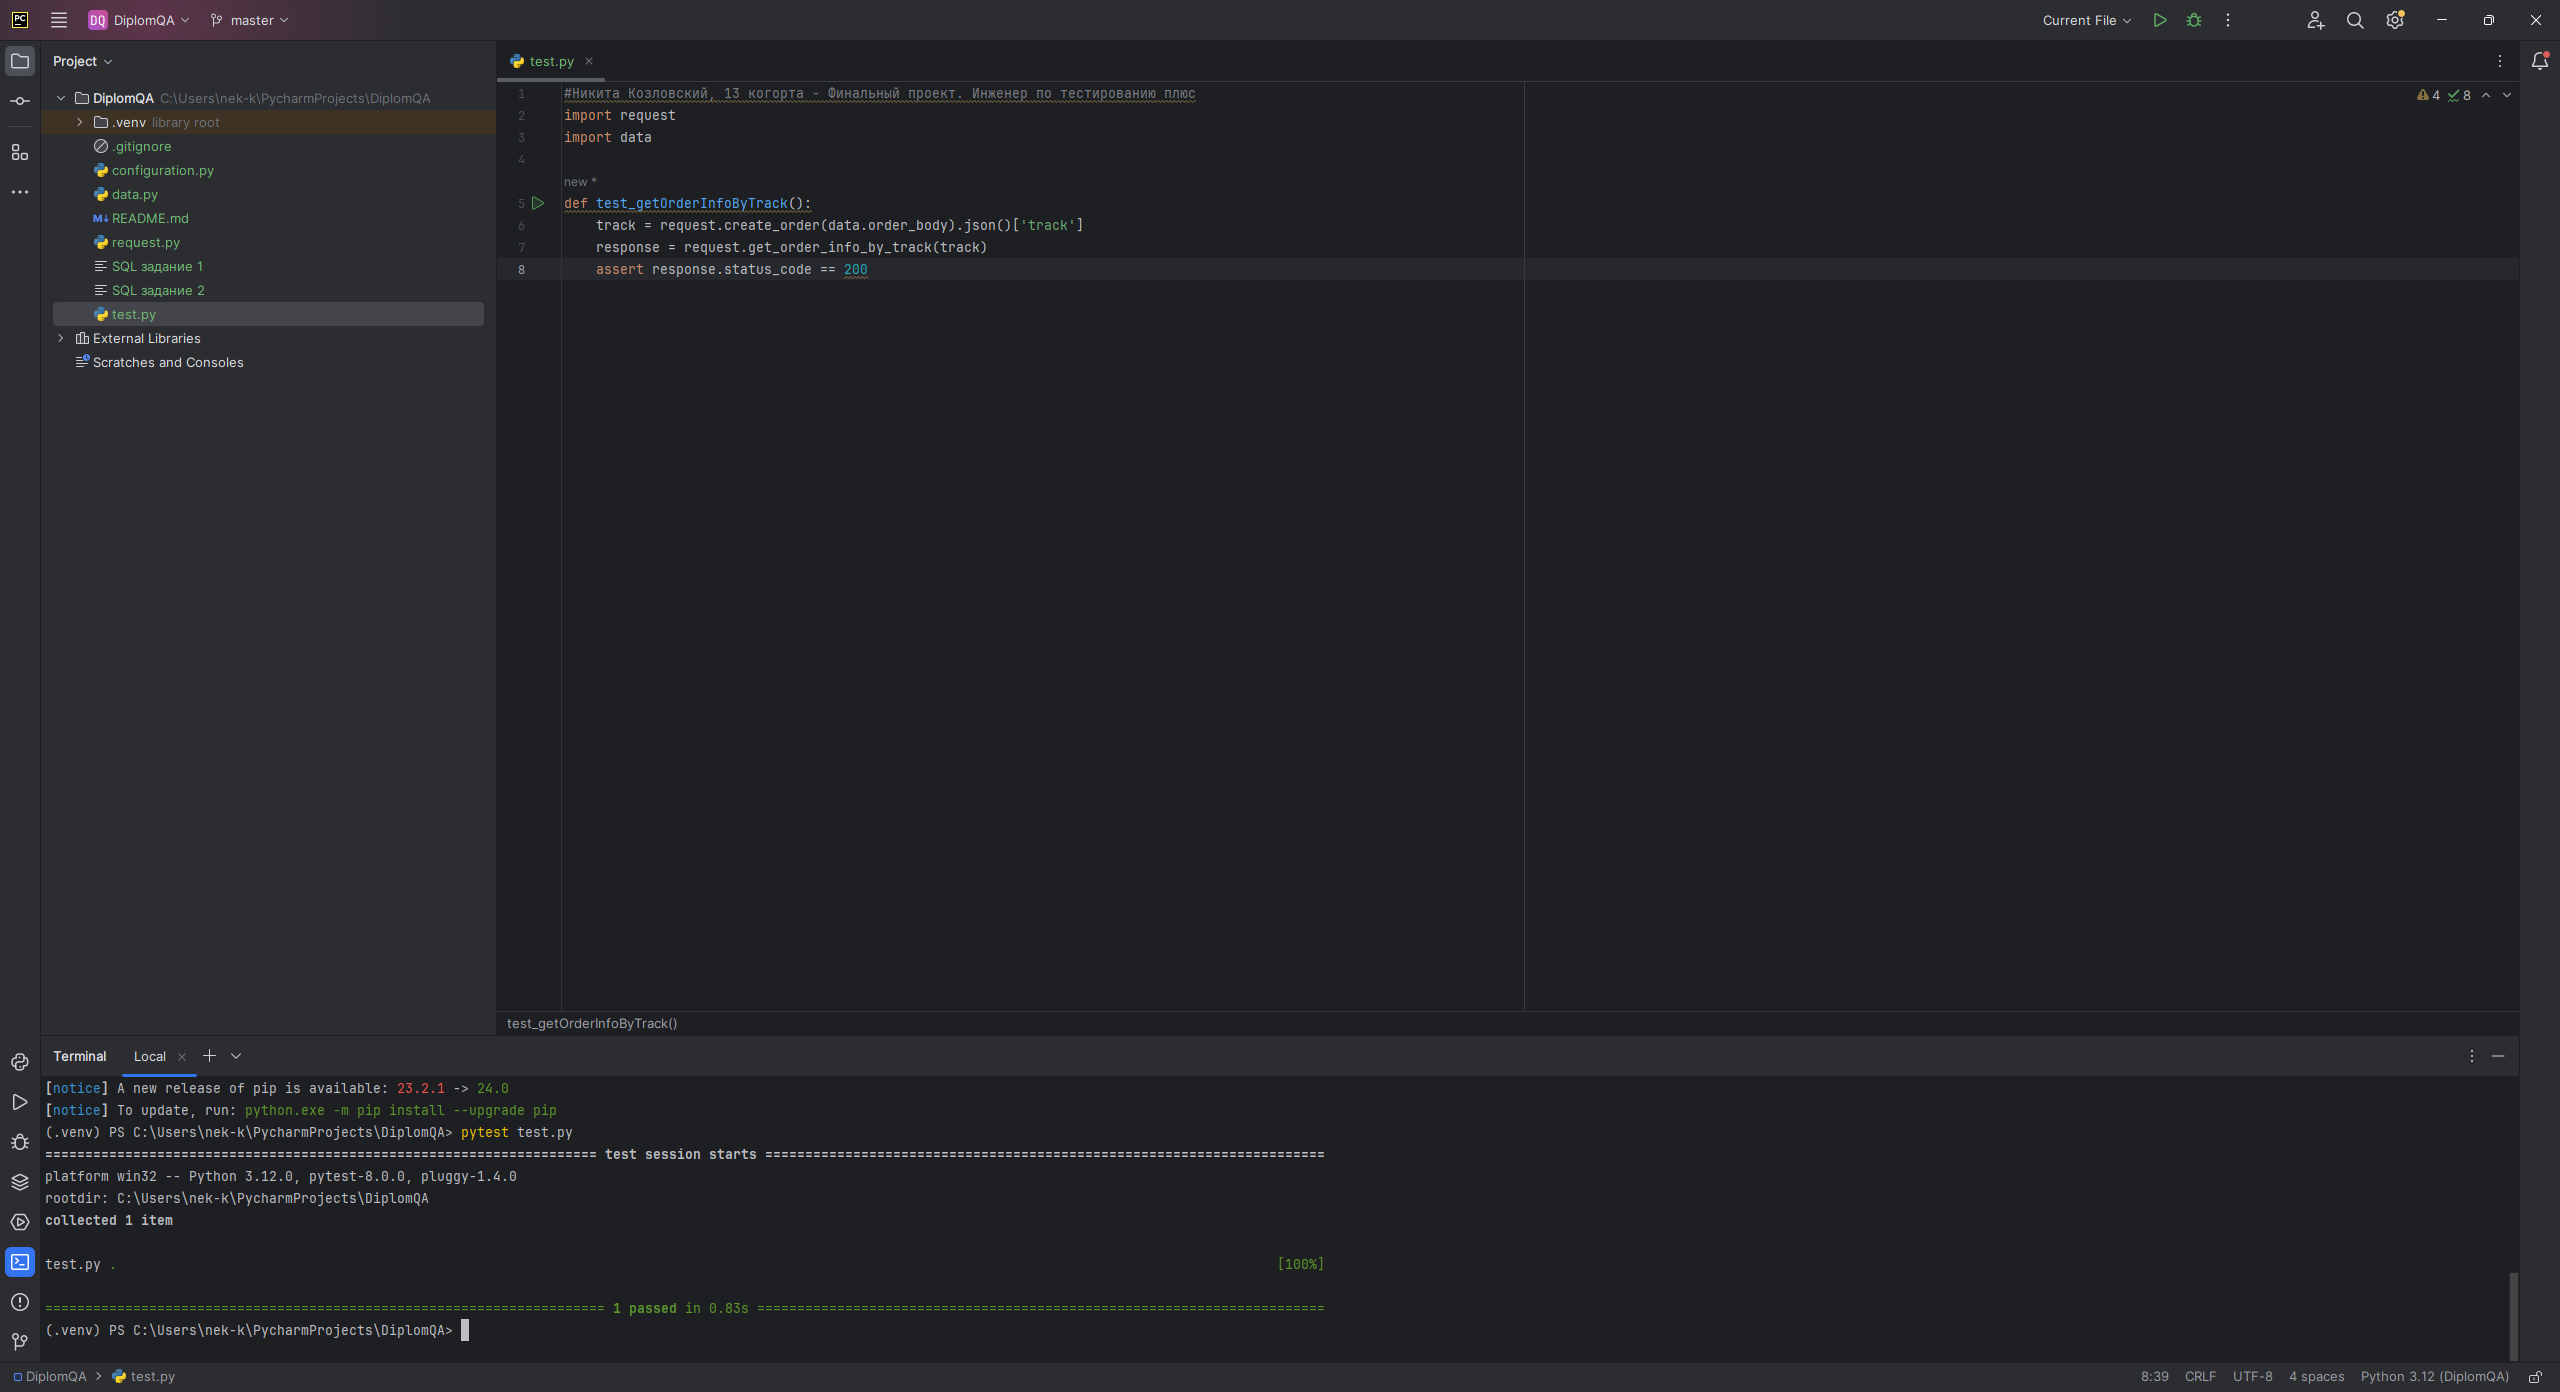 PC DQ DiplomQA master Current File
Project
DiplomQA C:\Users\nek-k\PycharmProjects\DiplomQA
.venv library root
.gitignore
configuration.py
data.py
M↓ README.md
request.py
SQL задание 1
SQL задание 2
test.py
External Libraries
Scratches and Consoles
test.py
4 8
1 #Никита Козловский, 13 когорта - Финальный проект. Инженер по тестированию плюс
2 import request
3 import data
4
new *
5 def test_getOrderInfoByTrack():
6 track = request.create_order(data.order_body).json()['track']
7 response = request.get_order_info_by_track(track)
8 assert response.status_code == 200
test_getOrderInfoByTrack()
Terminal Local
[notice] A new release of pip is available: 23.2.1 -> 24.0
[notice] To update, run: python.exe -m pip install --upgrade pip
(.venv) PS C:\Users\nek-k\PycharmProjects\DiplomQA> pytest test.py
===================================================================== test session starts ======================================================================
platform win32 -- Python 3.12.0, pytest-8.0.0, pluggy-1.4.0
rootdir: C:\Users\nek-k\PycharmProjects\DiplomQA
collected 1 item
test.py . [100%]
====================================================================== 1 passed in 0.83s =======================================================================
(.venv) PS C:\Users\nek-k\PycharmProjects\DiplomQA>
DiplomQA > test.py 8:39 CRLF UTF-8 4 spaces Python 3.12 (DiplomQA)